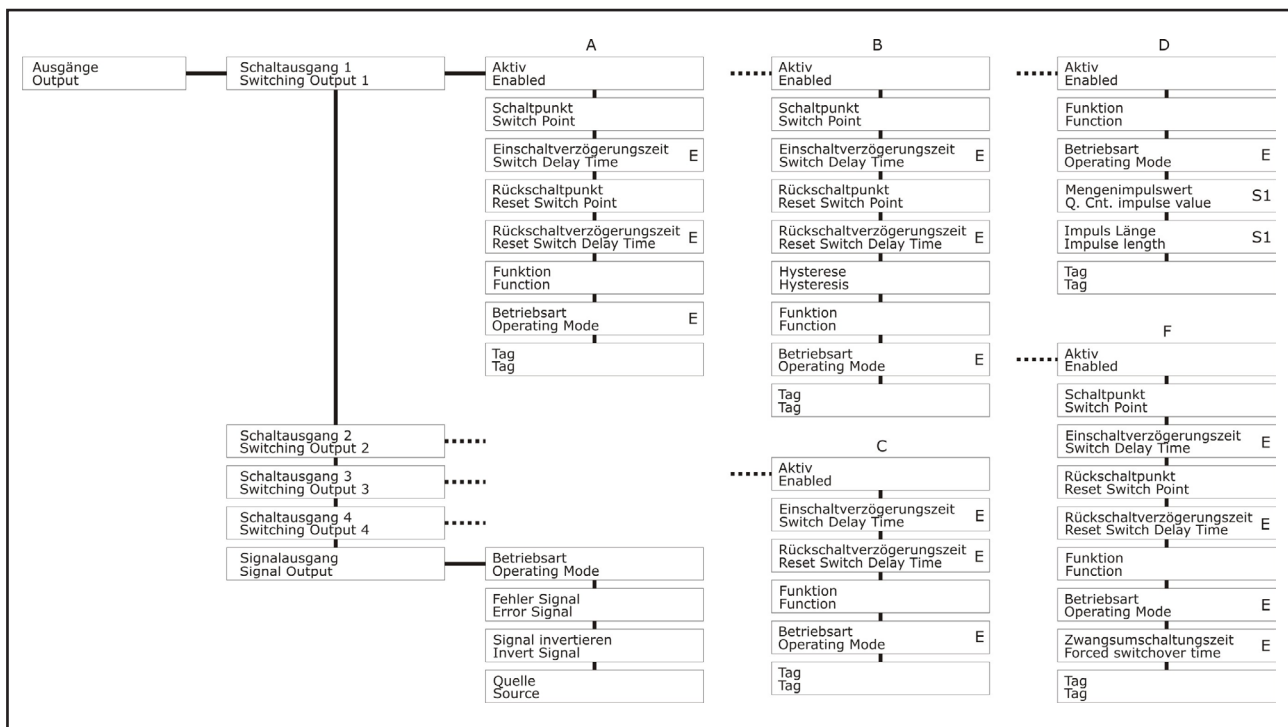 Ausgänge
Output
Schaltausgang 1
Switching Output 1
Schaltausgang 2
Switching Output 2
Schaltausgang 3
Switching Output 3
Schaltausgang 4
Switching Output 4
Signalausgang
Signal Output
A
Aktiv
Enabled
Schaltpunkt
Switch Point
Einschaltverzögerungszeit E
Switch Delay Time
Rückschaltpunkt
Reset Switch Point
Rückschaltverzögerungszeit E
Reset Switch Delay Time
Funktion
Function
Betriebsart E
Operating Mode
Tag
Tag
Betriebsart
Operating Mode
Fehler Signal
Error Signal
Signal invertieren
Invert Signal
Quelle
Source
B
Aktiv
Enabled
Schaltpunkt
Switch Point
Einschaltverzögerungszeit E
Switch Delay Time
Rückschaltpunkt
Reset Switch Point
Rückschaltverzögerungszeit E
Reset Switch Delay Time
Hysterese
Hysteresis
Funktion
Function
Betriebsart E
Operating Mode
Tag
Tag
C
Aktiv
Enabled
Einschaltverzögerungszeit E
Switch Delay Time
Rückschaltverzögerungszeit E
Reset Switch Delay Time
Funktion
Function
Betriebsart E
Operating Mode
Tag
Tag
D
Aktiv
Enabled
Funktion
Function
Betriebsart E
Operating Mode
Mengenimpulswert S1
Q. Cnt. impulse value
Impuls Länge S1
Impulse length
Tag
Tag
F
Aktiv
Enabled
Schaltpunkt
Switch Point
Einschaltverzögerungszeit E
Switch Delay Time
Rückschaltpunkt
Reset Switch Point
Rückschaltverzögerungszeit E
Reset Switch Delay Time
Funktion
Function
Betriebsart E
Operating Mode
Zwangsumschaltungszeit E
Forced switchover time
Tag
Tag